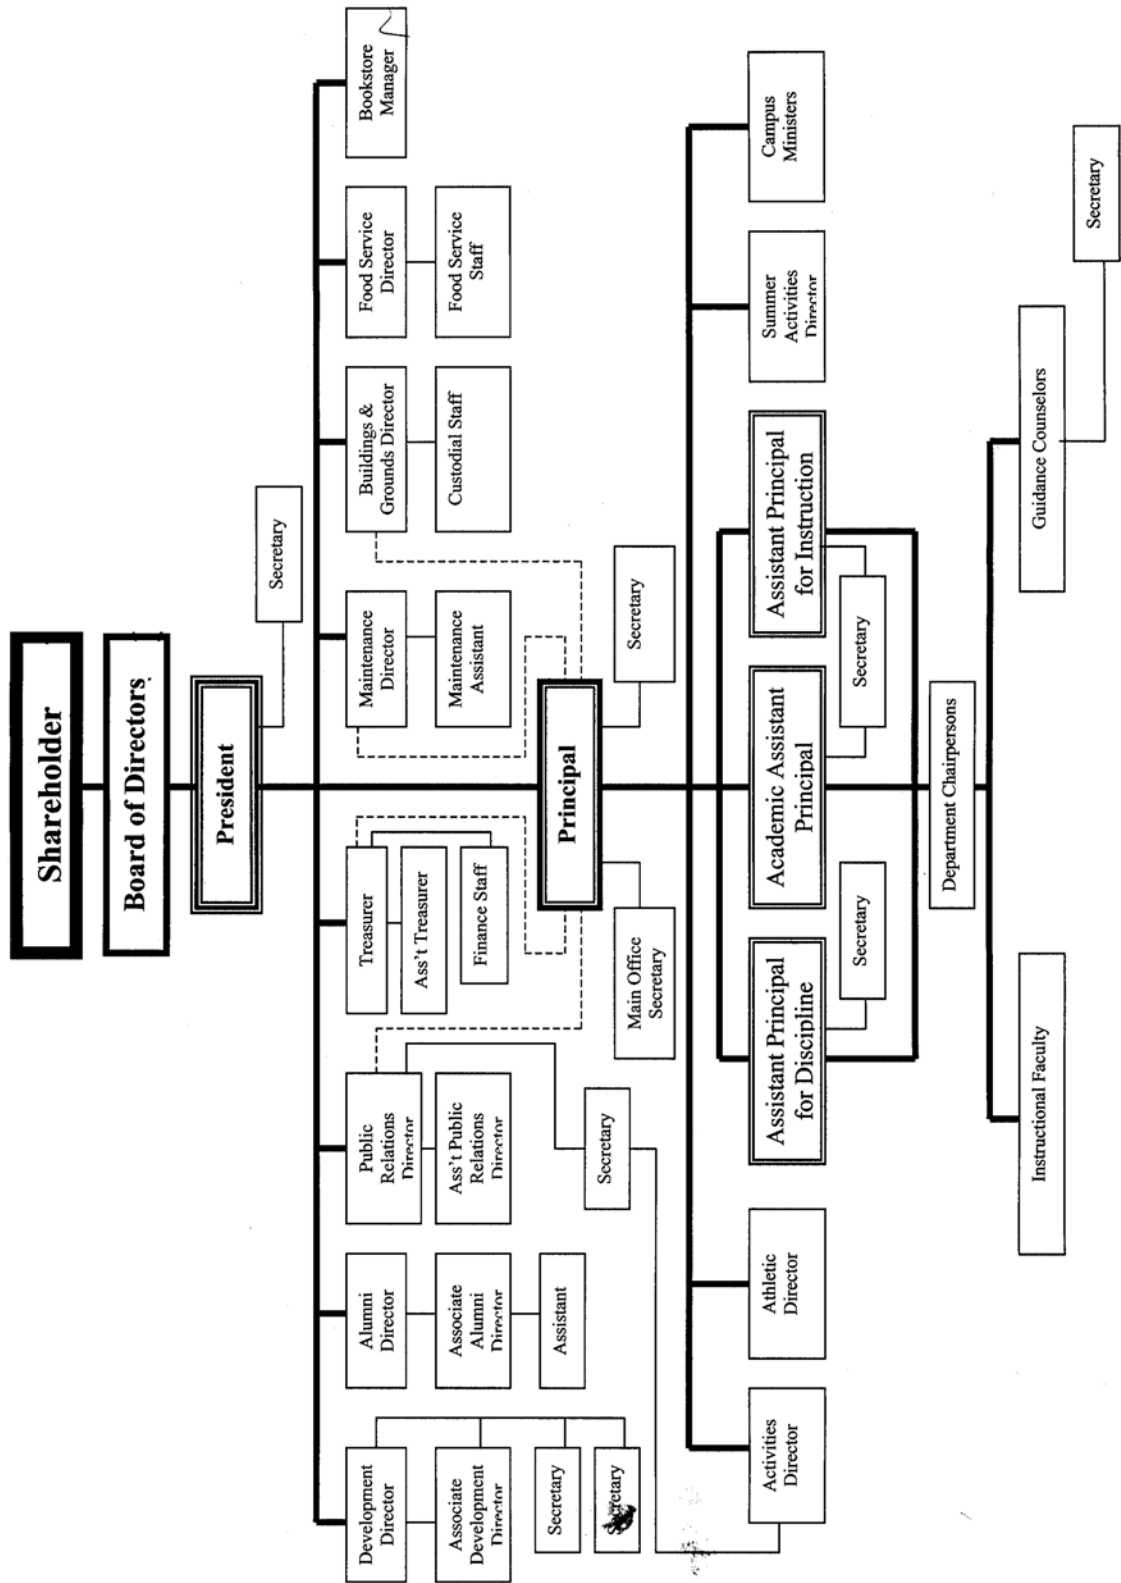 Shareholder
Board of Directors
President
Secretary
Development
Director
Alumni
Director
Public
Relations
Director
Treasurer
Maintenance
Director
Buildings &
Grounds Director
Food Service
Director
Bookstore
Manager
Associate
Development
Director
Associate
Alumni
Director
Ass't Public
Relations
Director
Ass't Treasurer
Maintenance
Assistant
Custodial Staff
Food Service
Staff
Finance Staff
Secretary
Assistant
Principal
Secretary
Secretary
Main Office
Secretary
Secretary
Activities
Director
Athletic
Director
Assistant Principal
for Discipline
Academic Assistant
Principal
Assistant Principal
for Instruction
Summer
Activities
Director
Campus
Ministers
Secretary
Secretary
Department Chairpersons
Instructional Faculty
Guidance Counselors
Secretary